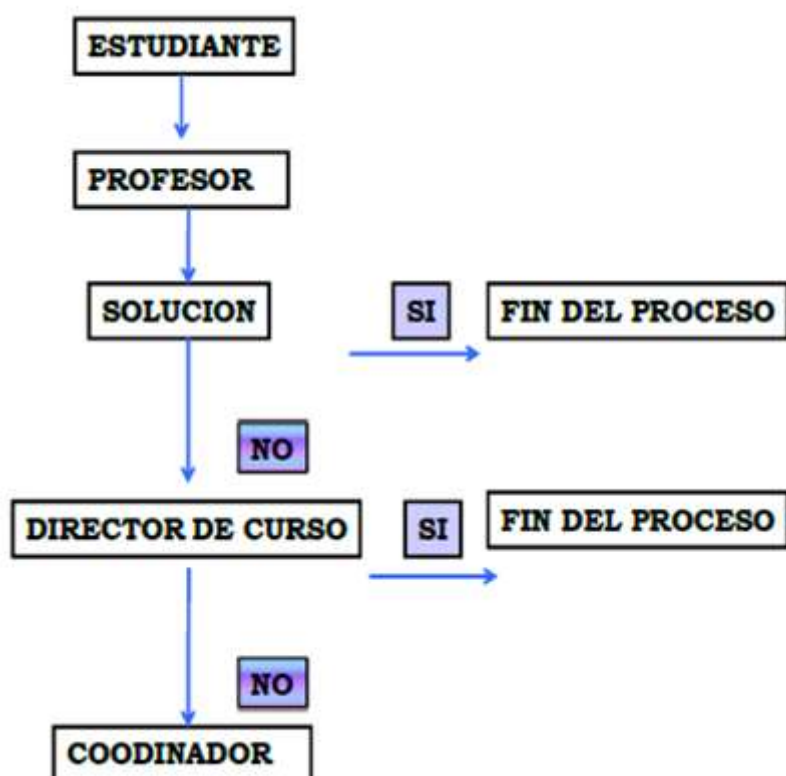 ESTUDIANTE
PROFESOR
SOLUCION
SI
FIN DEL PROCESO
NO
DIRECTOR DE CURSO
SI
FIN DEL PROCESO
NO
COODINADOR